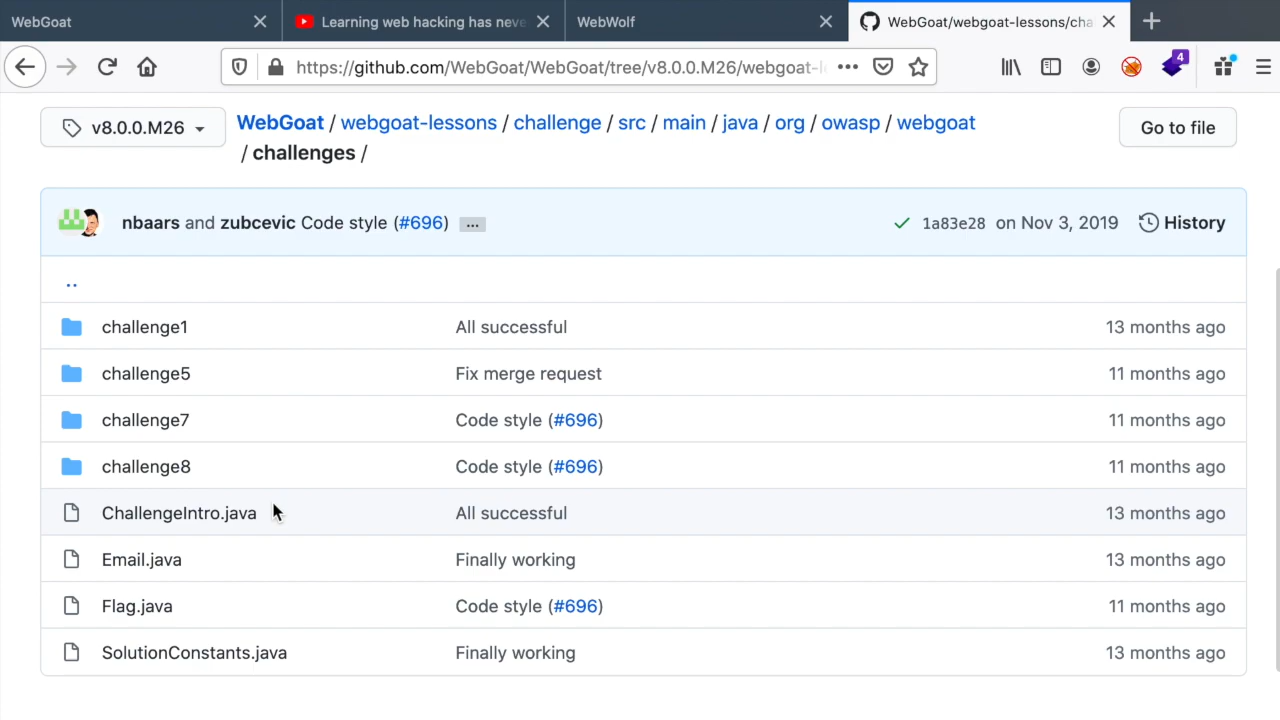 WebGoat
Learning web hacking has neve
WebWolf
WebGoat/webgoat-lessons/cha
https://github.com/WebGoat/WebGoat/tree/v8.0.0.M26/webgoat-l
4
v8.0.0.M26
WebGoat / webgoat-lessons / challenge / src / main / java / org / owasp / webgoat
/ challenges /
Go to file
nbaars and zubcevic Code style (#696) ...
1a83e28 on Nov 3, 2019 History
..
challenge1 All successful 13 months ago
challenge5 Fix merge request 11 months ago
challenge7 Code style (#696) 11 months ago
challenge8 Code style (#696) 11 months ago
ChallengeIntro.java All successful 13 months ago
Email.java Finally working 13 months ago
Flag.java Code style (#696) 11 months ago
SolutionConstants.java Finally working 13 months ago